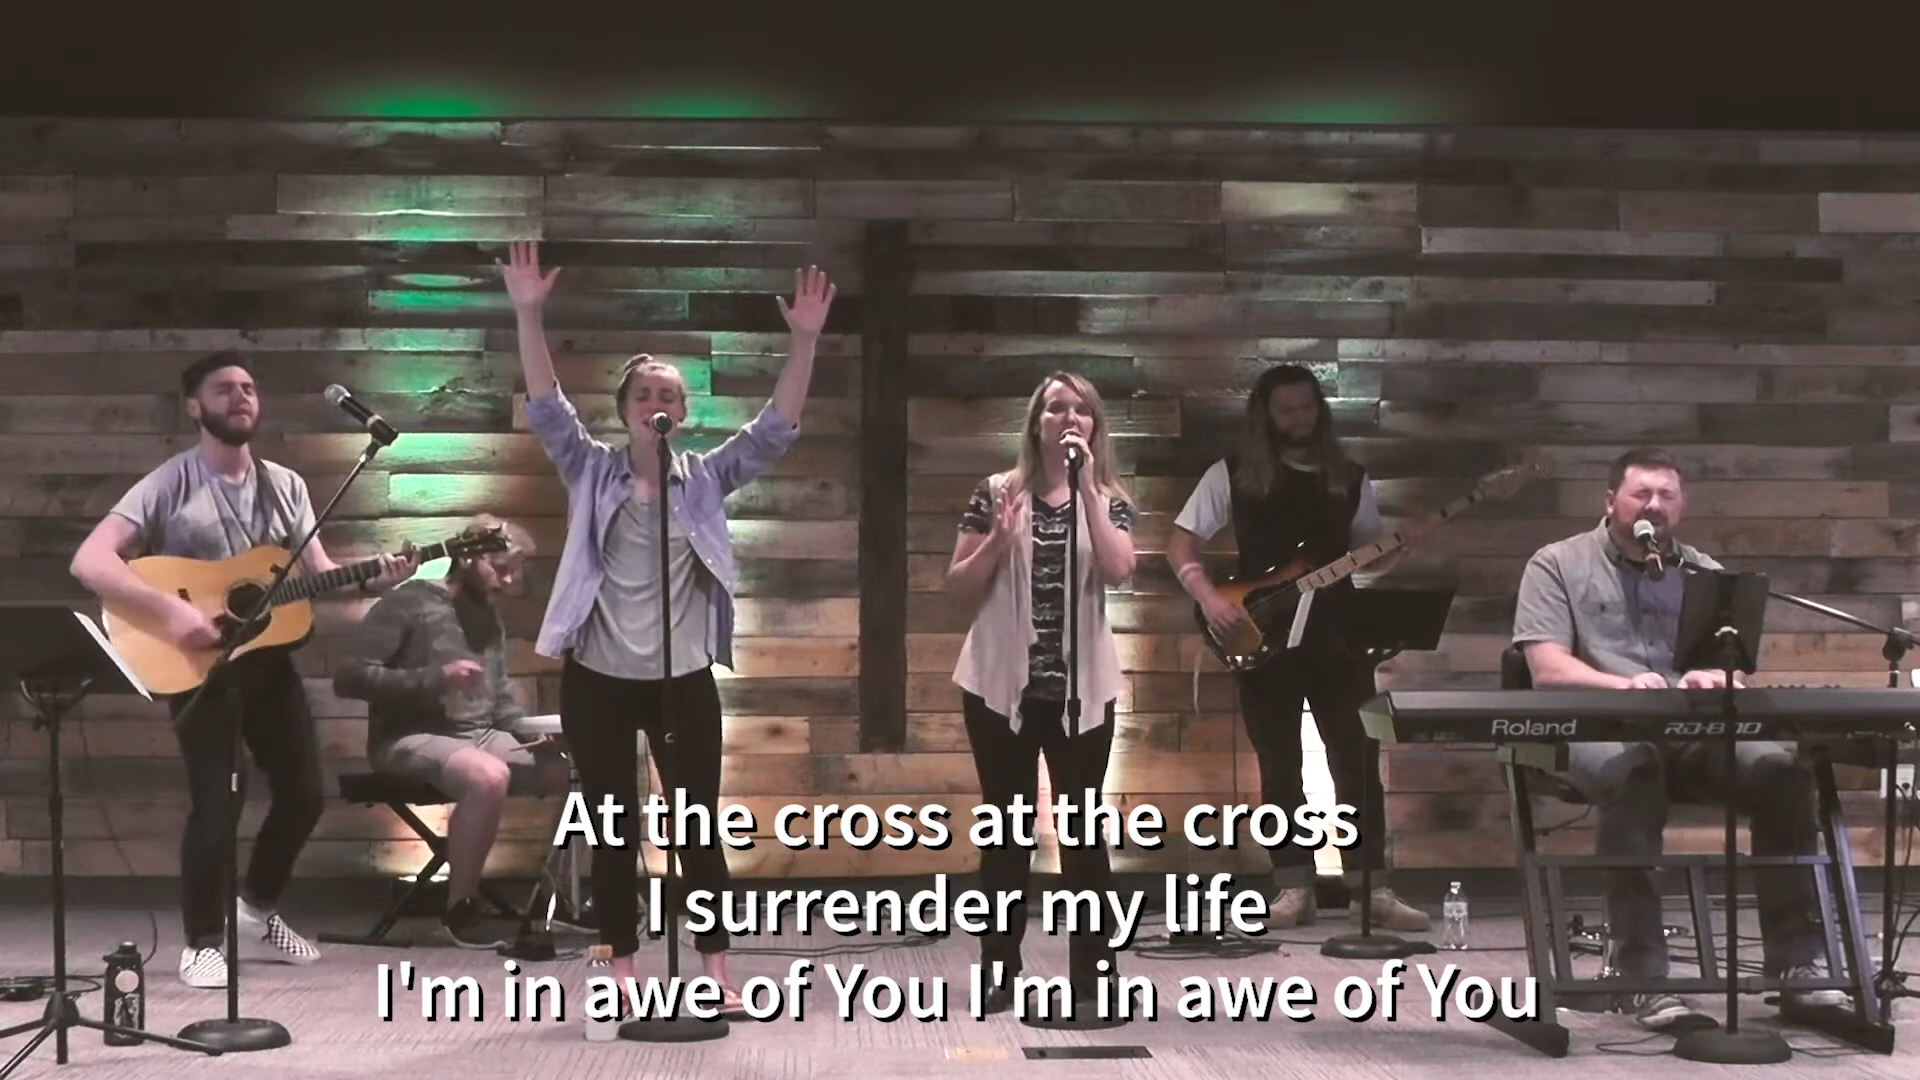 Roland RD-800
At the cross at the cross
I surrender my life
I'm in awe of You I'm in awe of You